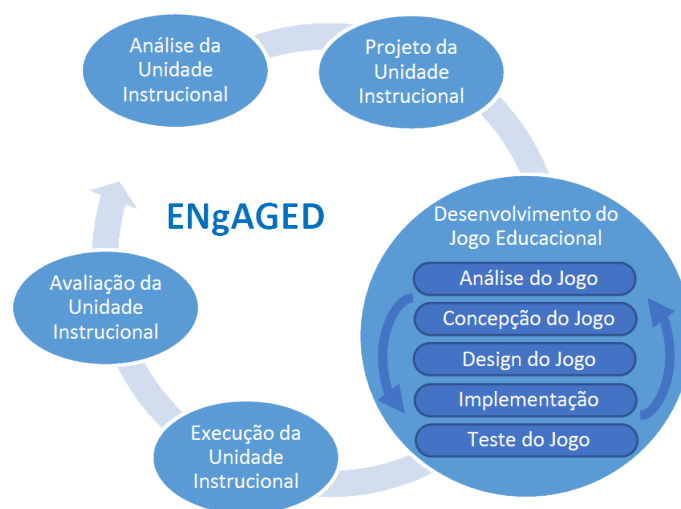 Análise da
Unidade
Instrucional
Projeto da
Unidade
Instrucional
ENgAGED
Desenvolvimento do
Jogo Educacional
Análise do Jogo
Concepção do Jogo
Design do Jogo
Implementação
Teste do Jogo
Avaliação da
Unidade
Instrucional
Execução da
Unidade
Instrucional